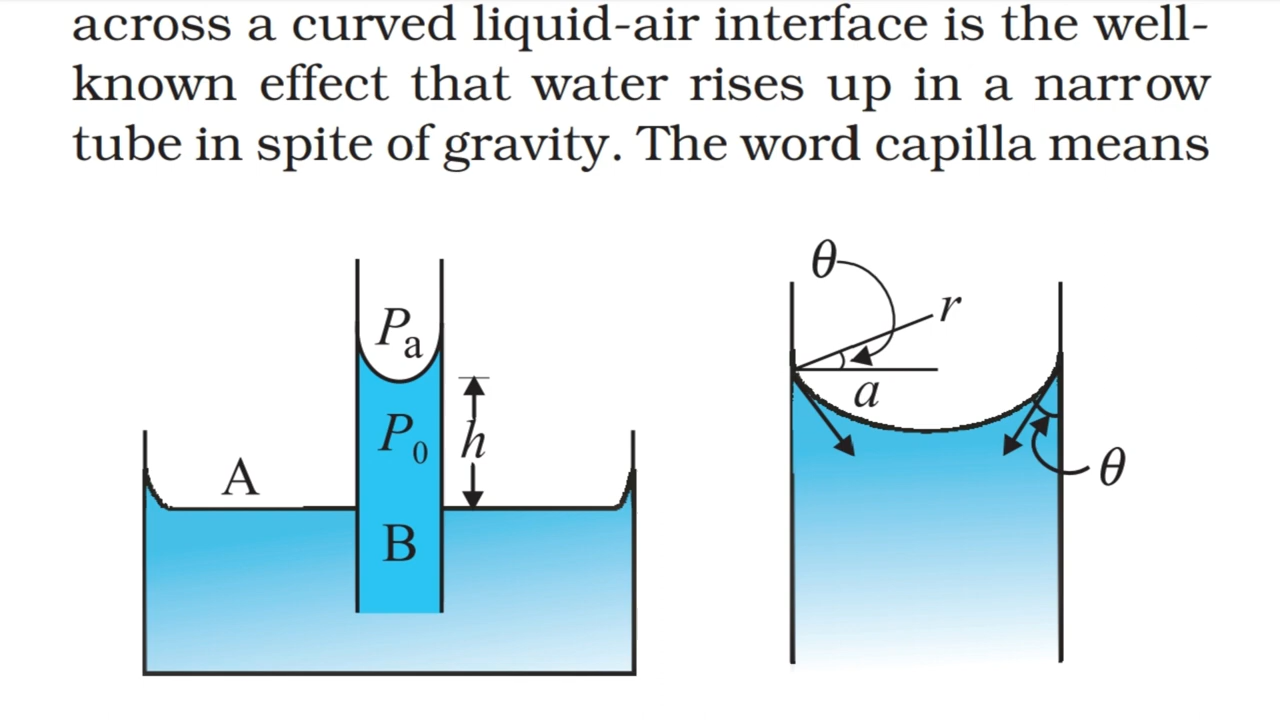 across a curved liquid-air interface is the well-
known effect that water rises up in a narrow
tube in spite of gravity. The word capilla means
Pa
P0
h
A
B
θ
r
a
θ